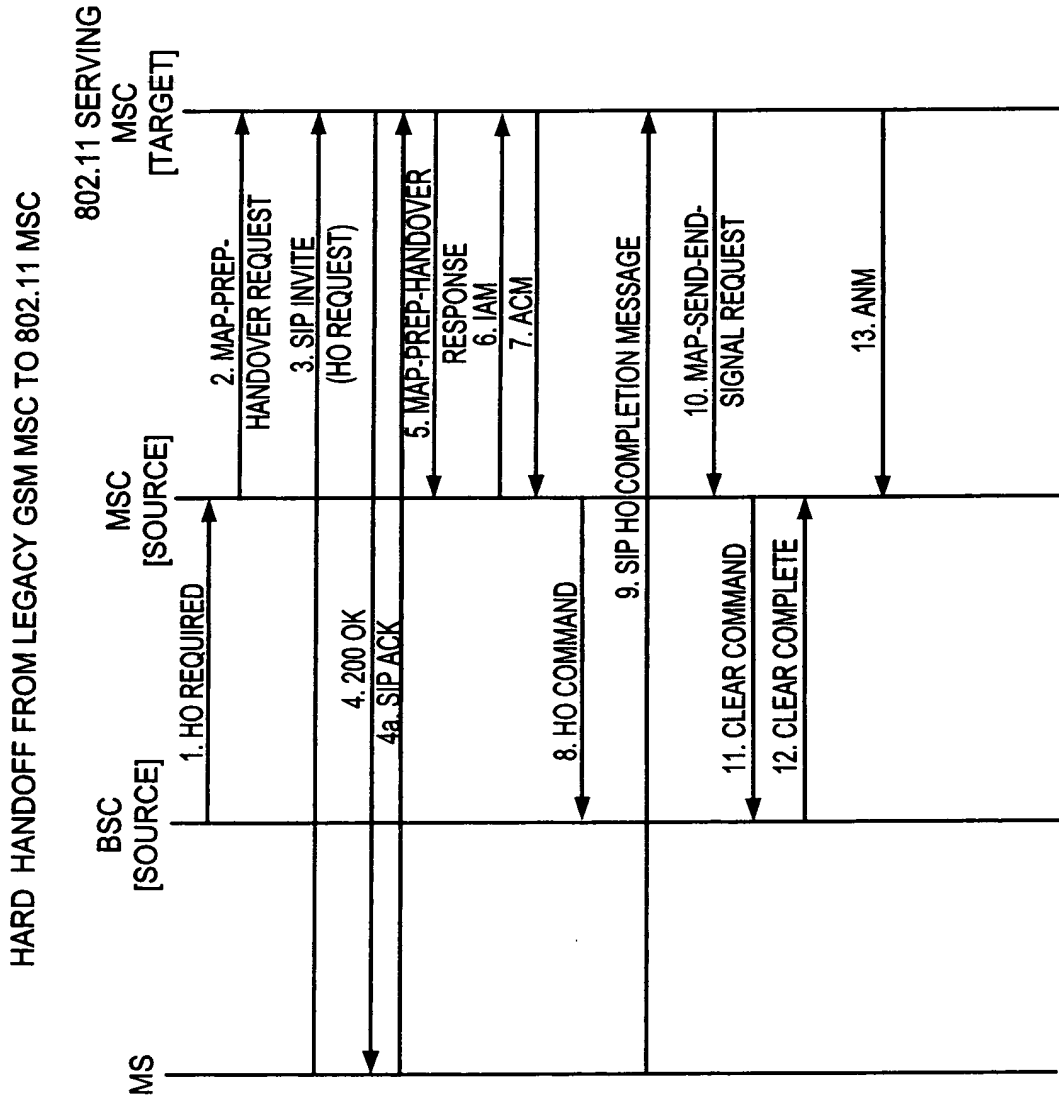 HARD HANDOFF FROM LEGACY GSM MSC TO 802.11 MSC
MS
BSC
[SOURCE]
MSC
[SOURCE]
802.11 SERVING
MSC
[TARGET]
1. HO REQUIRED
2. MAP-PREP-
HANDOVER REQUEST
3. SIP INVITE
(HO REQUEST)
4. 200 OK
4a. SIP ACK
5. MAP-PREP-HANDOVER
RESPONSE
6. IAM
7. ACM
8. HO COMMAND
9. SIP HO COMPLETION MESSAGE
10. MAP-SEND-END-
SIGNAL REQUEST
11. CLEAR COMMAND
12. CLEAR COMPLETE
13. ANM